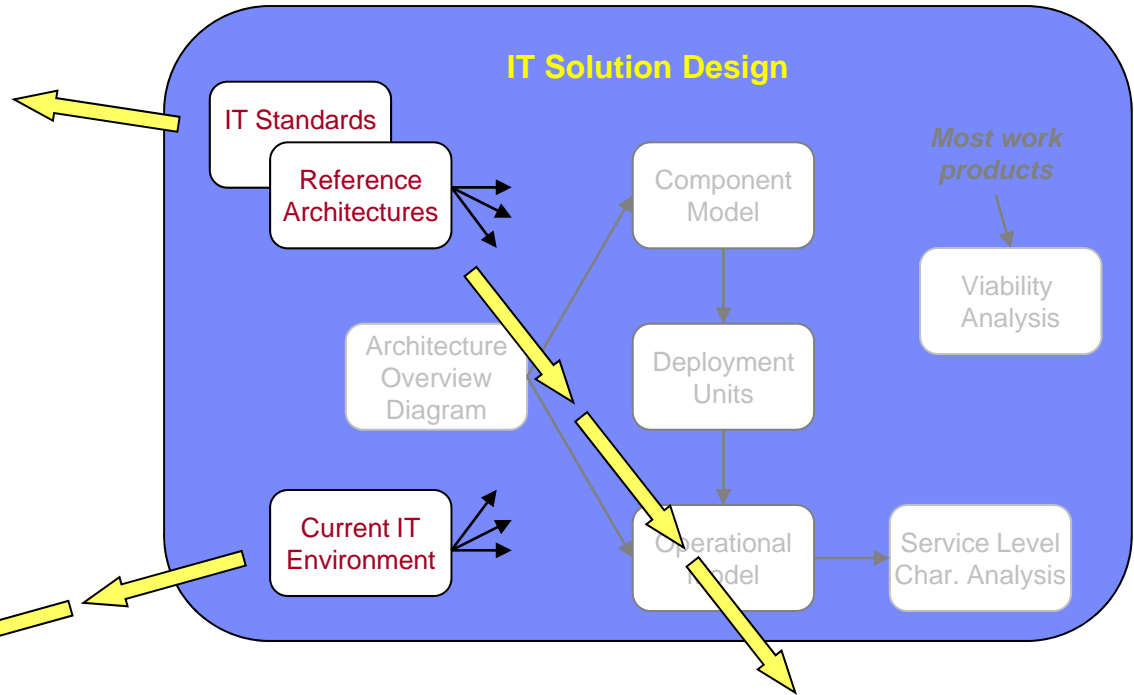 IT Solution Design
IT Standards
Reference
Architectures
Component
Model
Most work
products
Viability
Analysis
Architecture
Overview
Diagram
Deployment
Units
Current IT
Environment
Operational
Model
Service Level
Char. Analysis